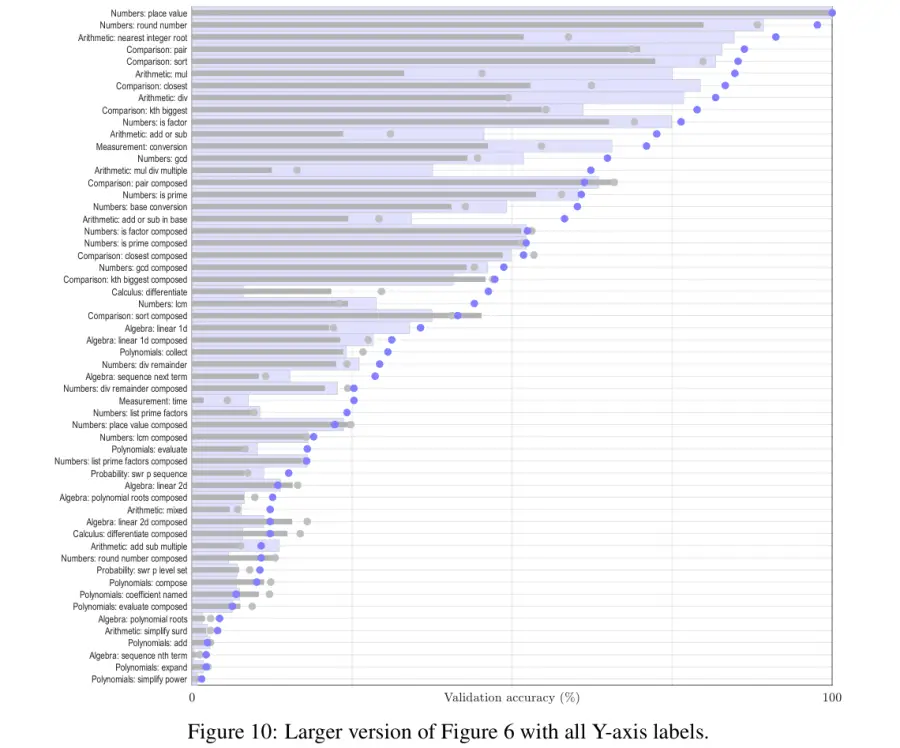 Numbers: place value
Numbers: round number
Arithmetic: nearest integer root
Comparison: pair
Comparison: sort
Arithmetic: mul
Comparison: closest
Arithmetic: div
Comparison: kth biggest
Numbers: is factor
Arithmetic: add or sub
Measurement: conversion
Numbers: gcd
Arithmetic: mul div multiple
Comparison: pair composed
Numbers: is prime
Numbers: base conversion
Arithmetic: add or sub in base
Numbers: is factor composed
Numbers: is prime composed
Comparison: closest composed
Numbers: gcd composed
Comparison: kth biggest composed
Calculus: differentiate
Numbers: lcm
Comparison: sort composed
Algebra: linear 1d
Algebra: linear 1d composed
Polynomials: collect
Numbers: div remainder
Algebra: sequence next term
Numbers: div remainder composed
Measurement: time
Numbers: list prime factors
Numbers: place value composed
Numbers: lcm composed
Polynomials: evaluate
Numbers: list prime factors composed
Probability: swr p sequence
Algebra: linear 2d
Algebra: polynomial roots composed
Arithmetic: mixed
Algebra: linear 2d composed
Calculus: differentiate composed
Arithmetic: add sub multiple
Numbers: round number composed
Probability: swr p level set
Polynomials: compose
Polynomials: coefficient named
Polynomials: evaluate composed
Algebra: polynomial roots
Arithmetic: simplify surd
Polynomials: add
Algebra: sequence nth term
Polynomials: expand
Polynomials: simplify power
0 Validation accuracy (%) 100
Figure 10: Larger version of Figure 6 with all Y-axis labels.